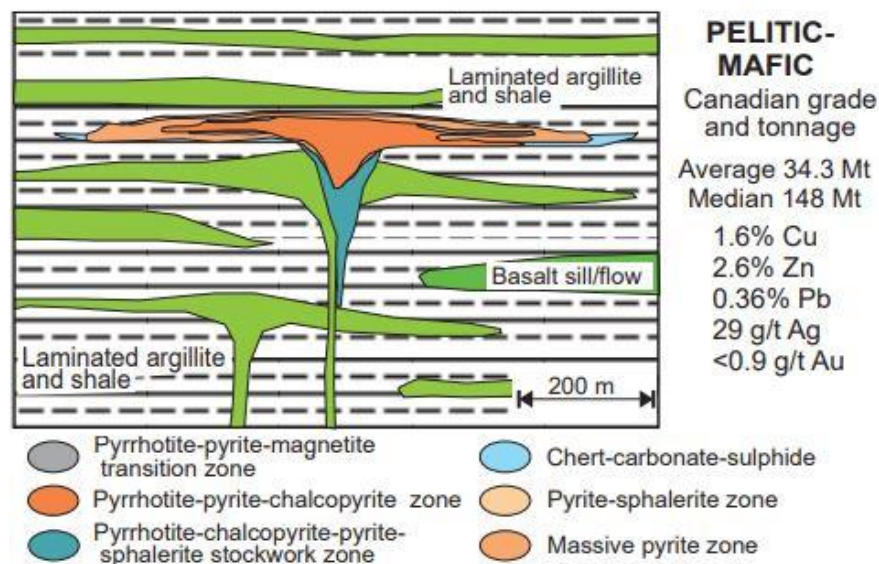 PELITIC-
MAFIC
Canadian grade
and tonnage
Average 34.3 Mt
Median 148 Mt
1.6% Cu
2.6% Zn
0.36% Pb
29 g/t Ag
<0.9 g/t Au
Laminated argillite
and shale
Basalt sill/flow
Laminated argillite
and shale
200 m
Pyrrhotite-pyrite-magnetite
transition zone
Pyrrhotite-pyrite-chalcopyrite zone
Pyrrhotite-chalcopyrite-pyrite-
sphalerite stockwork zone
Chert-carbonate-sulphide
Pyrite-sphalerite zone
Massive pyrite zone